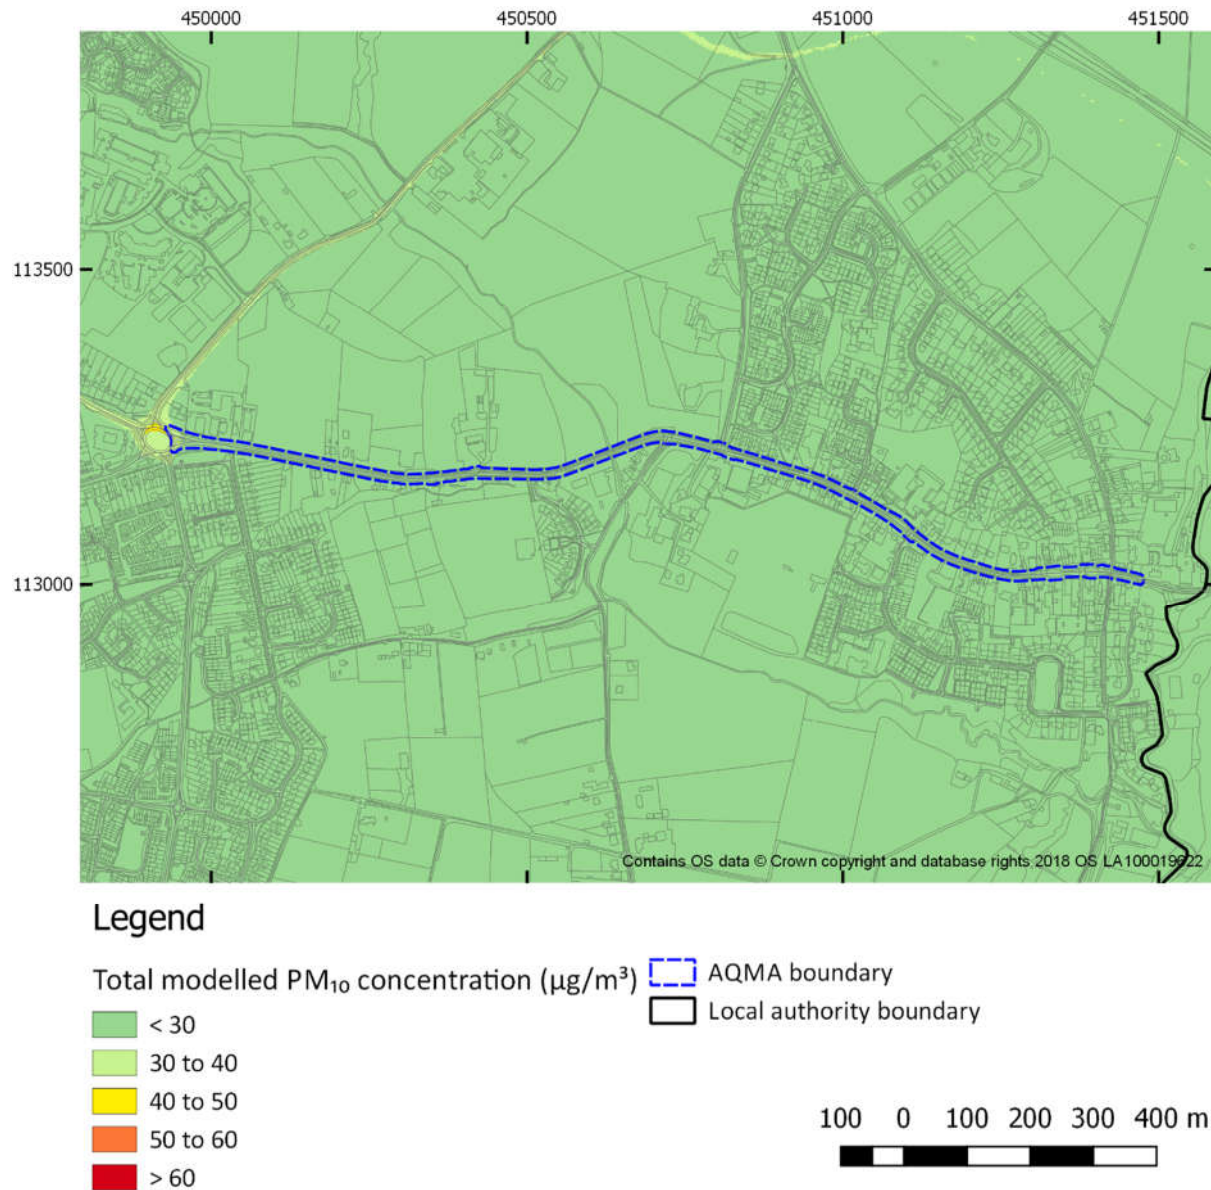 450000 450500 451000 451500
113500
113000
Contains OS data © Crown copyright and database rights 2018 OS LA100019622
Legend
Total modelled PM₁₀ concentration (µg/m³)
AQMA boundary
Local authority boundary
< 30
30 to 40
40 to 50
50 to 60
> 60
100 0 100 200 300 400 m